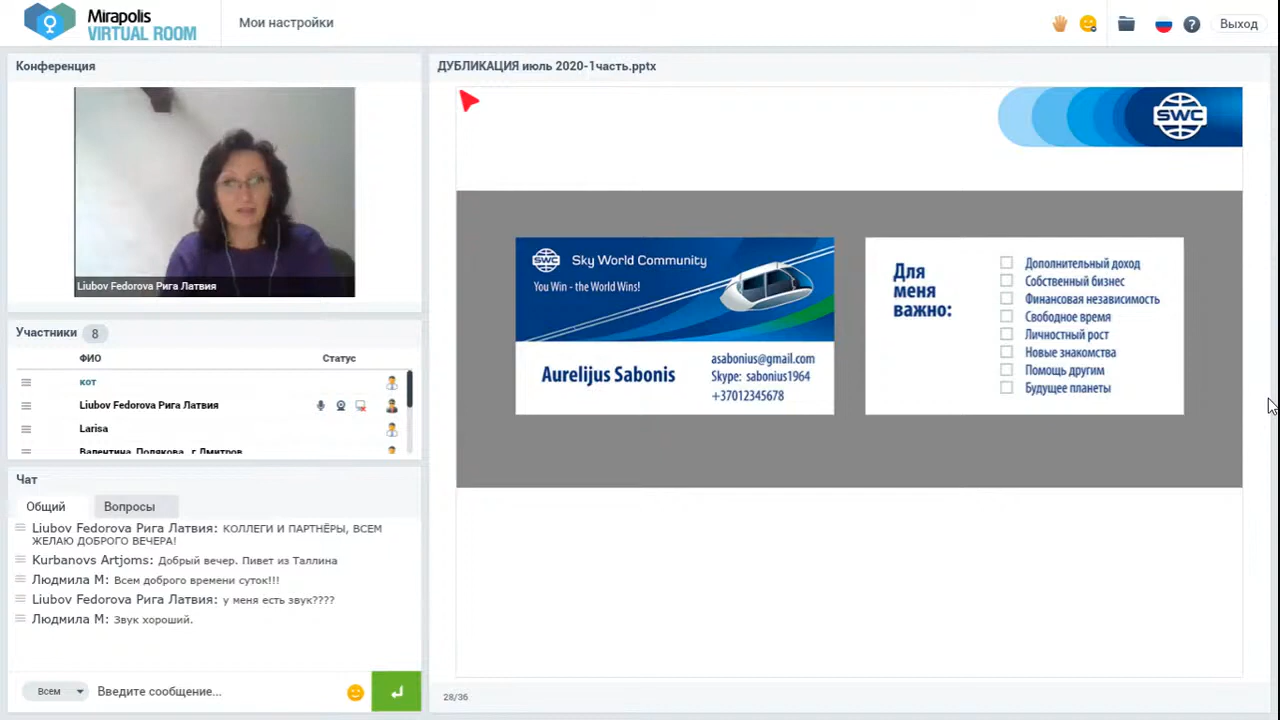 Mirapolis
VIRTUAL ROOM
Мои настройки
Выход
Конференция
Liubov Fedorova Рига Латвия
Участники 8
ФИО Статус
кот
Liubov Fedorova Рига Латвия
Larisa
Валентина Полякова г.Дмитров
Чат
Общий Вопросы
Liubov Fedorova Рига Латвия: КОЛЛЕГИ И ПАРТНЁРЫ, ВСЕМ
ЖЕЛАЮ ДОБРОГО ВЕЧЕРА!
Kurbanovs Artjoms: Добрый вечер. Пивет из Таллина
Людмила М: Всем доброго времени суток!!!
Liubov Fedorova Рига Латвия: у меня есть звук????
Людмила М: Звук хороший.
Всем Введите сообщение...
ДУБЛИКАЦИЯ июль 2020-1часть.pptx
SWC
SWC Sky World Community
You Win - the World Wins!
Aurelijus Sabonis
asabonius@gmail.com
Skype: sabonius1964
+37012345678
Для
меня
важно:
Дополнительный доход
Собственный бизнес
Финансовая независимость
Свободное время
Личностный рост
Новые знакомства
Помощь другим
Будущее планеты
28/36